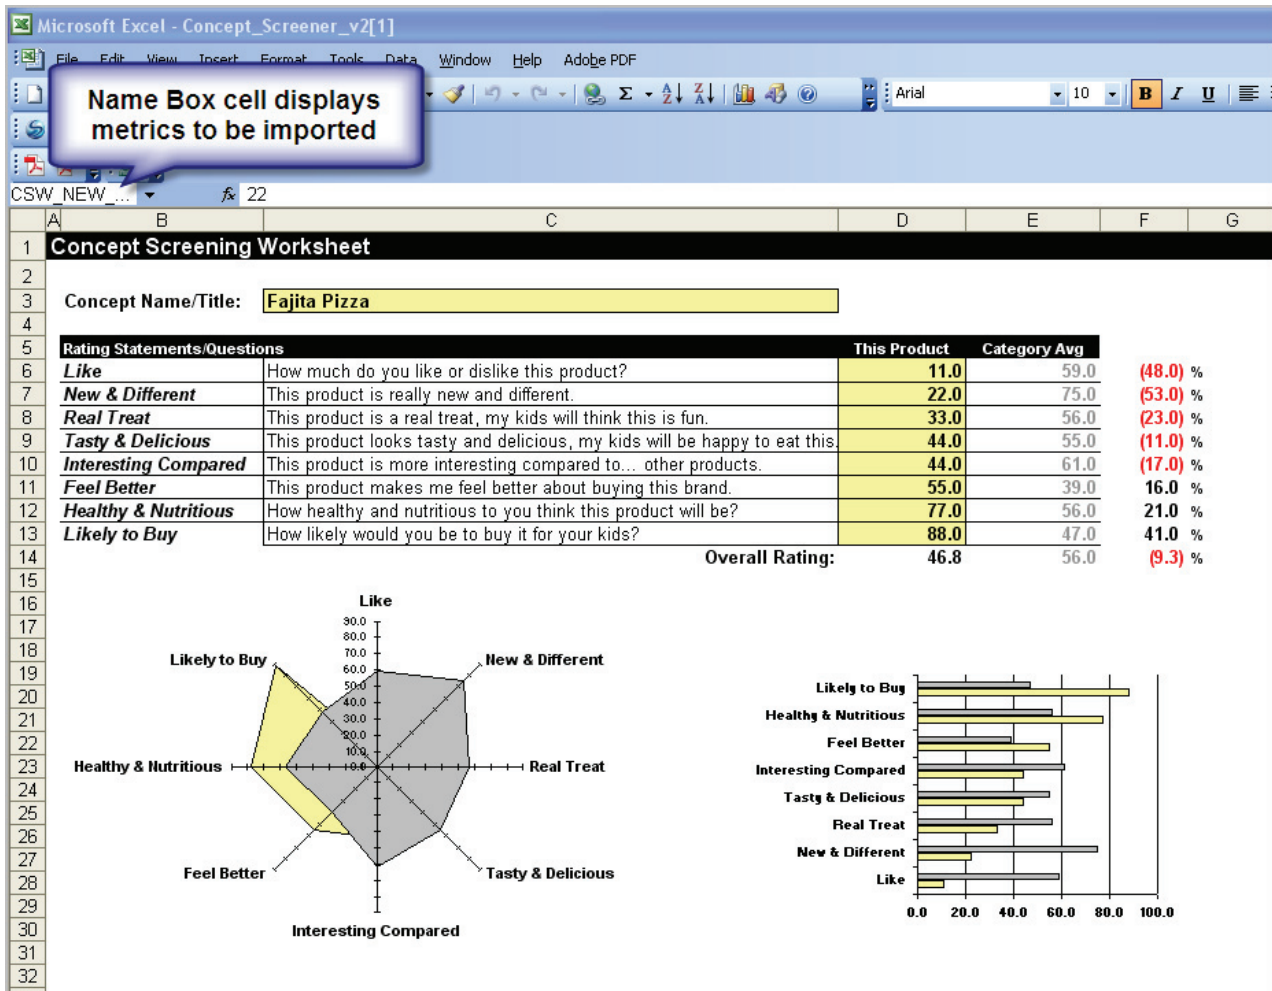 Microsoft Excel - Concept_Screener_v2[1]
File Edit View Insert Format Tools Data Window Help Adobe PDF
Name Box cell displays
metrics to be imported
Arial 10 B I U
CSW_NEW_... fx 22
A B C D E F G
1 Concept Screening Worksheet
2
3 Concept Name/Title: Fajita Pizza
4
5 Rating Statements/Questions This Product Category Avg
6 Like How much do you like or dislike this product? 11.0 59.0 (48.0) %
7 New & Different This product is really new and different. 22.0 75.0 (53.0) %
8 Real Treat This product is a real treat, my kids will think this is fun. 33.0 56.0 (23.0) %
9 Tasty & Delicious This product looks tasty and delicious, my kids will be happy to eat this. 44.0 55.0 (11.0) %
10 Interesting Compared This product is more interesting compared to... other products. 44.0 61.0 (17.0) %
11 Feel Better This product makes me feel better about buying this brand. 55.0 39.0 16.0 %
12 Healthy & Nutritious How healthy and nutritious to you think this product will be? 77.0 56.0 21.0 %
13 Likely to Buy How likely would you be to buy it for your kids? 88.0 47.0 41.0 %
14 Overall Rating: 46.8 56.0 (9.3) %
15
16
17
18
19
20
21
22
23
24
25
26
27
28
29
30
31
32
Like
90.0
80.0
70.0
60.0
50.0
40.0
30.0
20.0
10.0
0.0
Likely to Buy New & Different
Healthy & Nutritious Real Treat
Feel Better Tasty & Delicious
Interesting Compared
Likely to Buy
Healthy & Nutritious
Feel Better
Interesting Compared
Tasty & Delicious
Real Treat
New & Different
Like
0.0 20.0 40.0 60.0 80.0 100.0